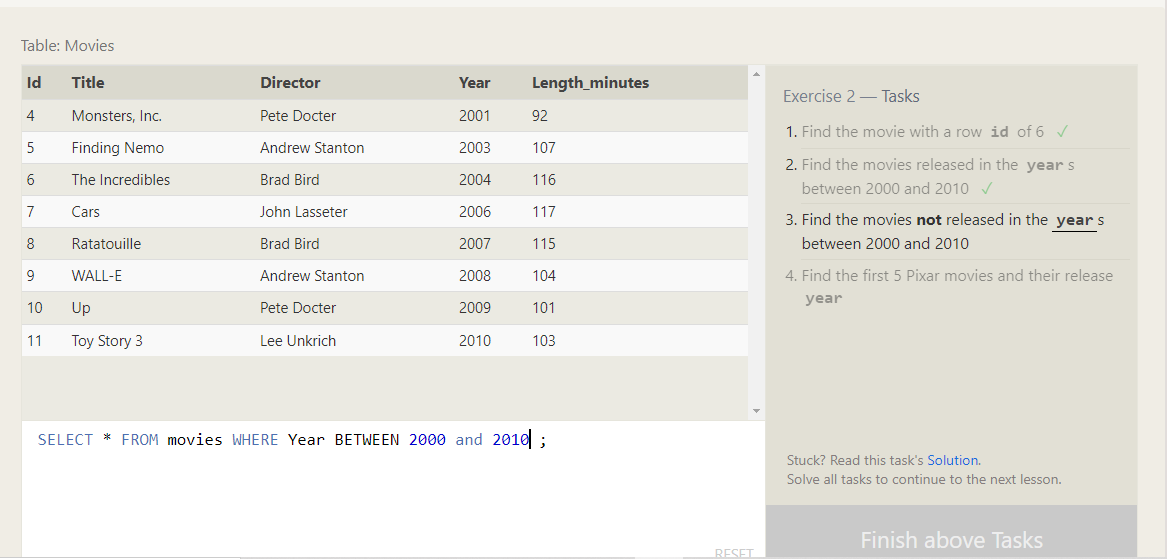 Table: Movies
Id Title Director Year Length_minutes
4 Monsters, Inc. Pete Docter 2001 92
5 Finding Nemo Andrew Stanton 2003 107
6 The Incredibles Brad Bird 2004 116
7 Cars John Lasseter 2006 117
8 Ratatouille Brad Bird 2007 115
9 WALL-E Andrew Stanton 2008 104
10 Up Pete Docter 2009 101
11 Toy Story 3 Lee Unkrich 2010 103
SELECT * FROM movies WHERE Year BETWEEN 2000 and 2010 ;
RESET
Exercise 2 — Tasks
1. Find the movie with a row id of 6 ✓
2. Find the movies released in the year s
between 2000 and 2010 ✓
3. Find the movies not released in the year s
between 2000 and 2010
4. Find the first 5 Pixar movies and their release
year
Stuck? Read this task's Solution.
Solve all tasks to continue to the next lesson.
Finish above Tasks